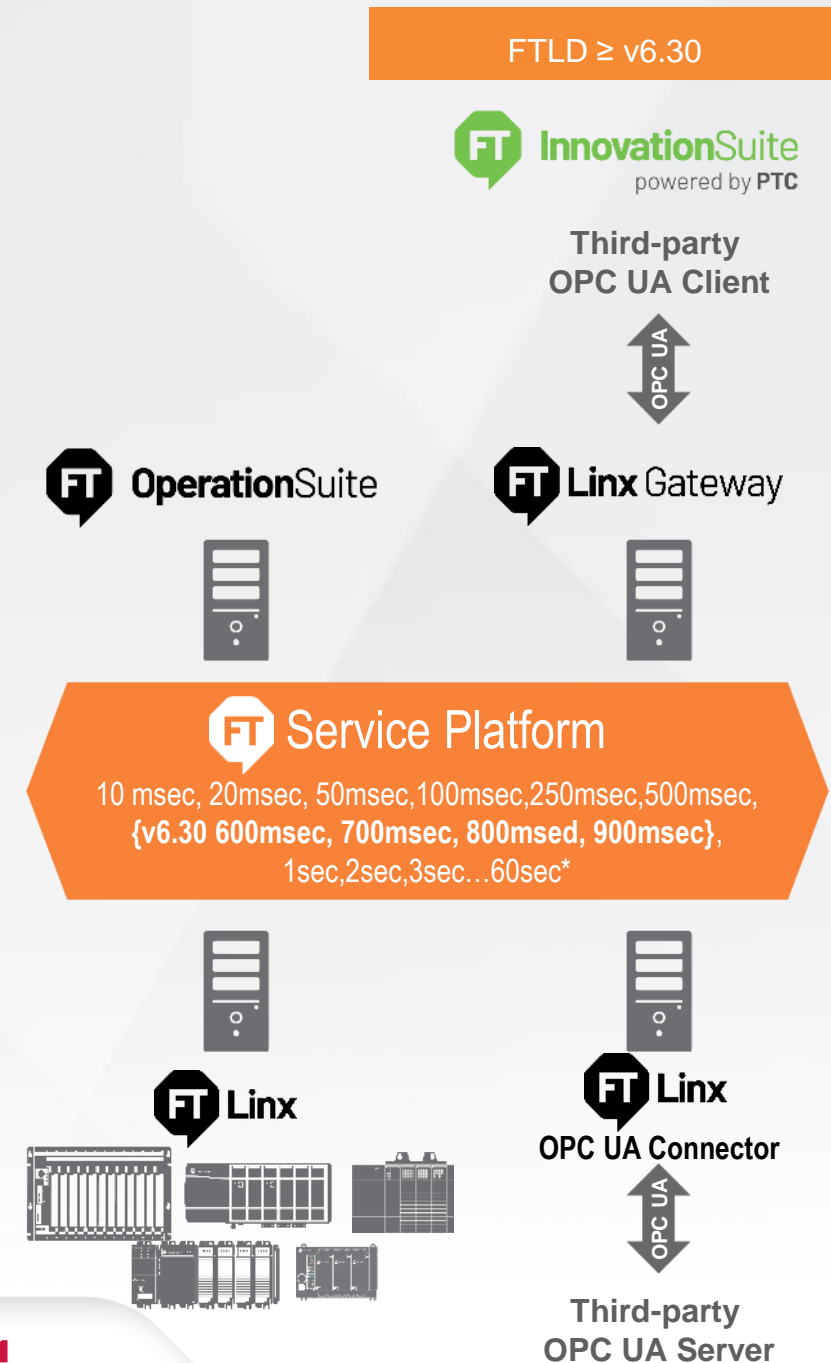 FTLD ≥ v6.30
FT InnovationSuite
powered by PTC
Third-party
OPC UA Client
OPC UA
FT OperationSuite
FT Linx Gateway
FT Service Platform
10 msec, 20msec, 50msec,100msec,250msec,500msec,
{v6.30 600msec, 700msec, 800msed, 900msec},
1sec,2sec,3sec…60sec*
FT Linx
FT Linx
OPC UA Connector
OPC UA
Third-party
OPC UA Server